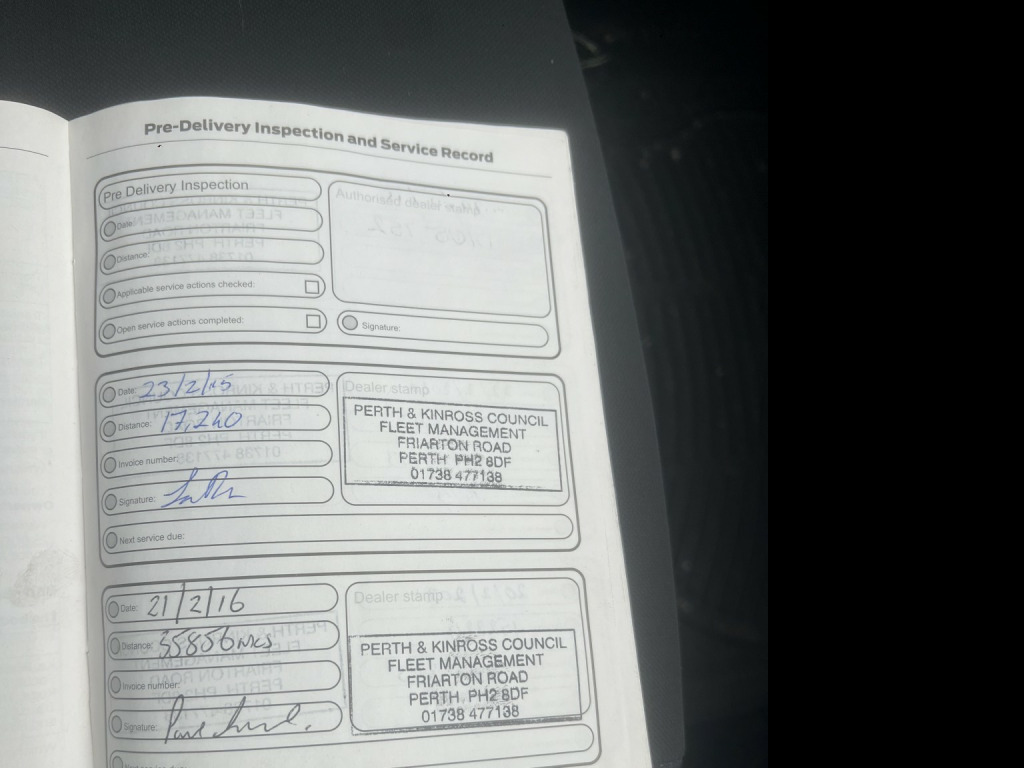 Pre-Delivery Inspection and Service Record
Pre Delivery Inspection
Date:
Distance:
Applicable service actions checked:
Open service actions completed:
Authorised dealer stamp
Signature:
Date: 23/2/15
Distance: 17,240
Invoice number:
Signature:
Next service due:
Dealer stamp
PERTH & KINROSS COUNCIL
FLEET MANAGEMENT
FRIARTON ROAD
PERTH PH2 8DF
01738 477138
Date: 21/2/16
Distance: 35856 MLS
Invoice number:
Signature:
Dealer stamp
PERTH & KINROSS COUNCIL
FLEET MANAGEMENT
FRIARTON ROAD
PERTH PH2 8DF
01738 477138